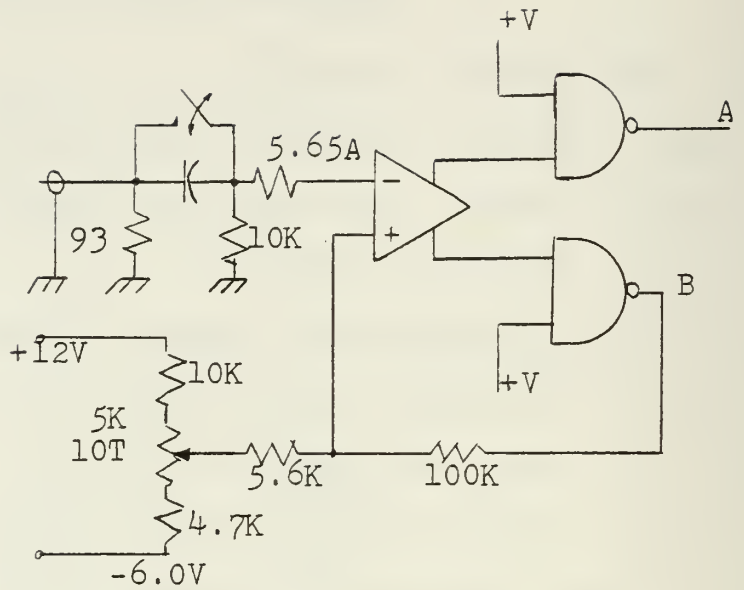 +V
A
5.65A
-
+
93
10K
B
+12V
10K
+V
5K
10T
5.6K
100K
4.7K
-6.0V